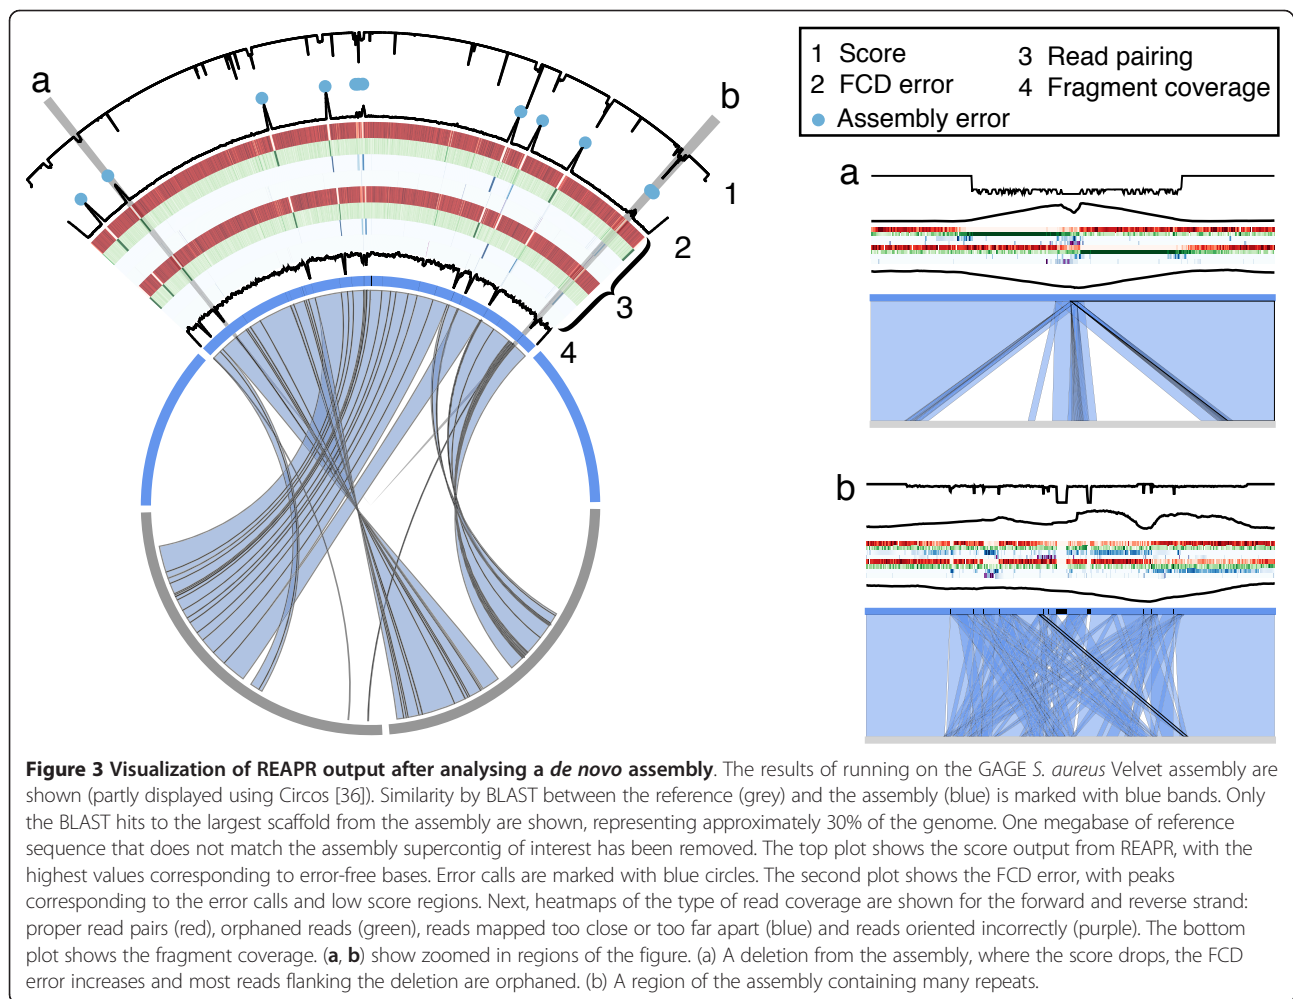 a
b
1
2
3
4
1 Score
2 FCD error
3 Read pairing
4 Fragment coverage
Assembly error
a
b
Figure 3 Visualization of REAPR output after analysing a de novo assembly. The results of running on the GAGE S. aureus Velvet assembly are
shown (partly displayed using Circos [36]). Similarity by BLAST between the reference (grey) and the assembly (blue) is marked with blue bands. Only
the BLAST hits to the largest scaffold from the assembly are shown, representing approximately 30% of the genome. One megabase of reference
sequence that does not match the assembly supercontig of interest has been removed. The top plot shows the score output from REAPR, with the
highest values corresponding to error-free bases. Error calls are marked with blue circles. The second plot shows the FCD error, with peaks
corresponding to the error calls and low score regions. Next, heatmaps of the type of read coverage are shown for the forward and reverse strand:
proper read pairs (red), orphaned reads (green), reads mapped too close or too far apart (blue) and reads oriented incorrectly (purple). The bottom
plot shows the fragment coverage. (a, b) show zoomed in regions of the figure. (a) A deletion from the assembly, where the score drops, the FCD
error increases and most reads flanking the deletion are orphaned. (b) A region of the assembly containing many repeats.